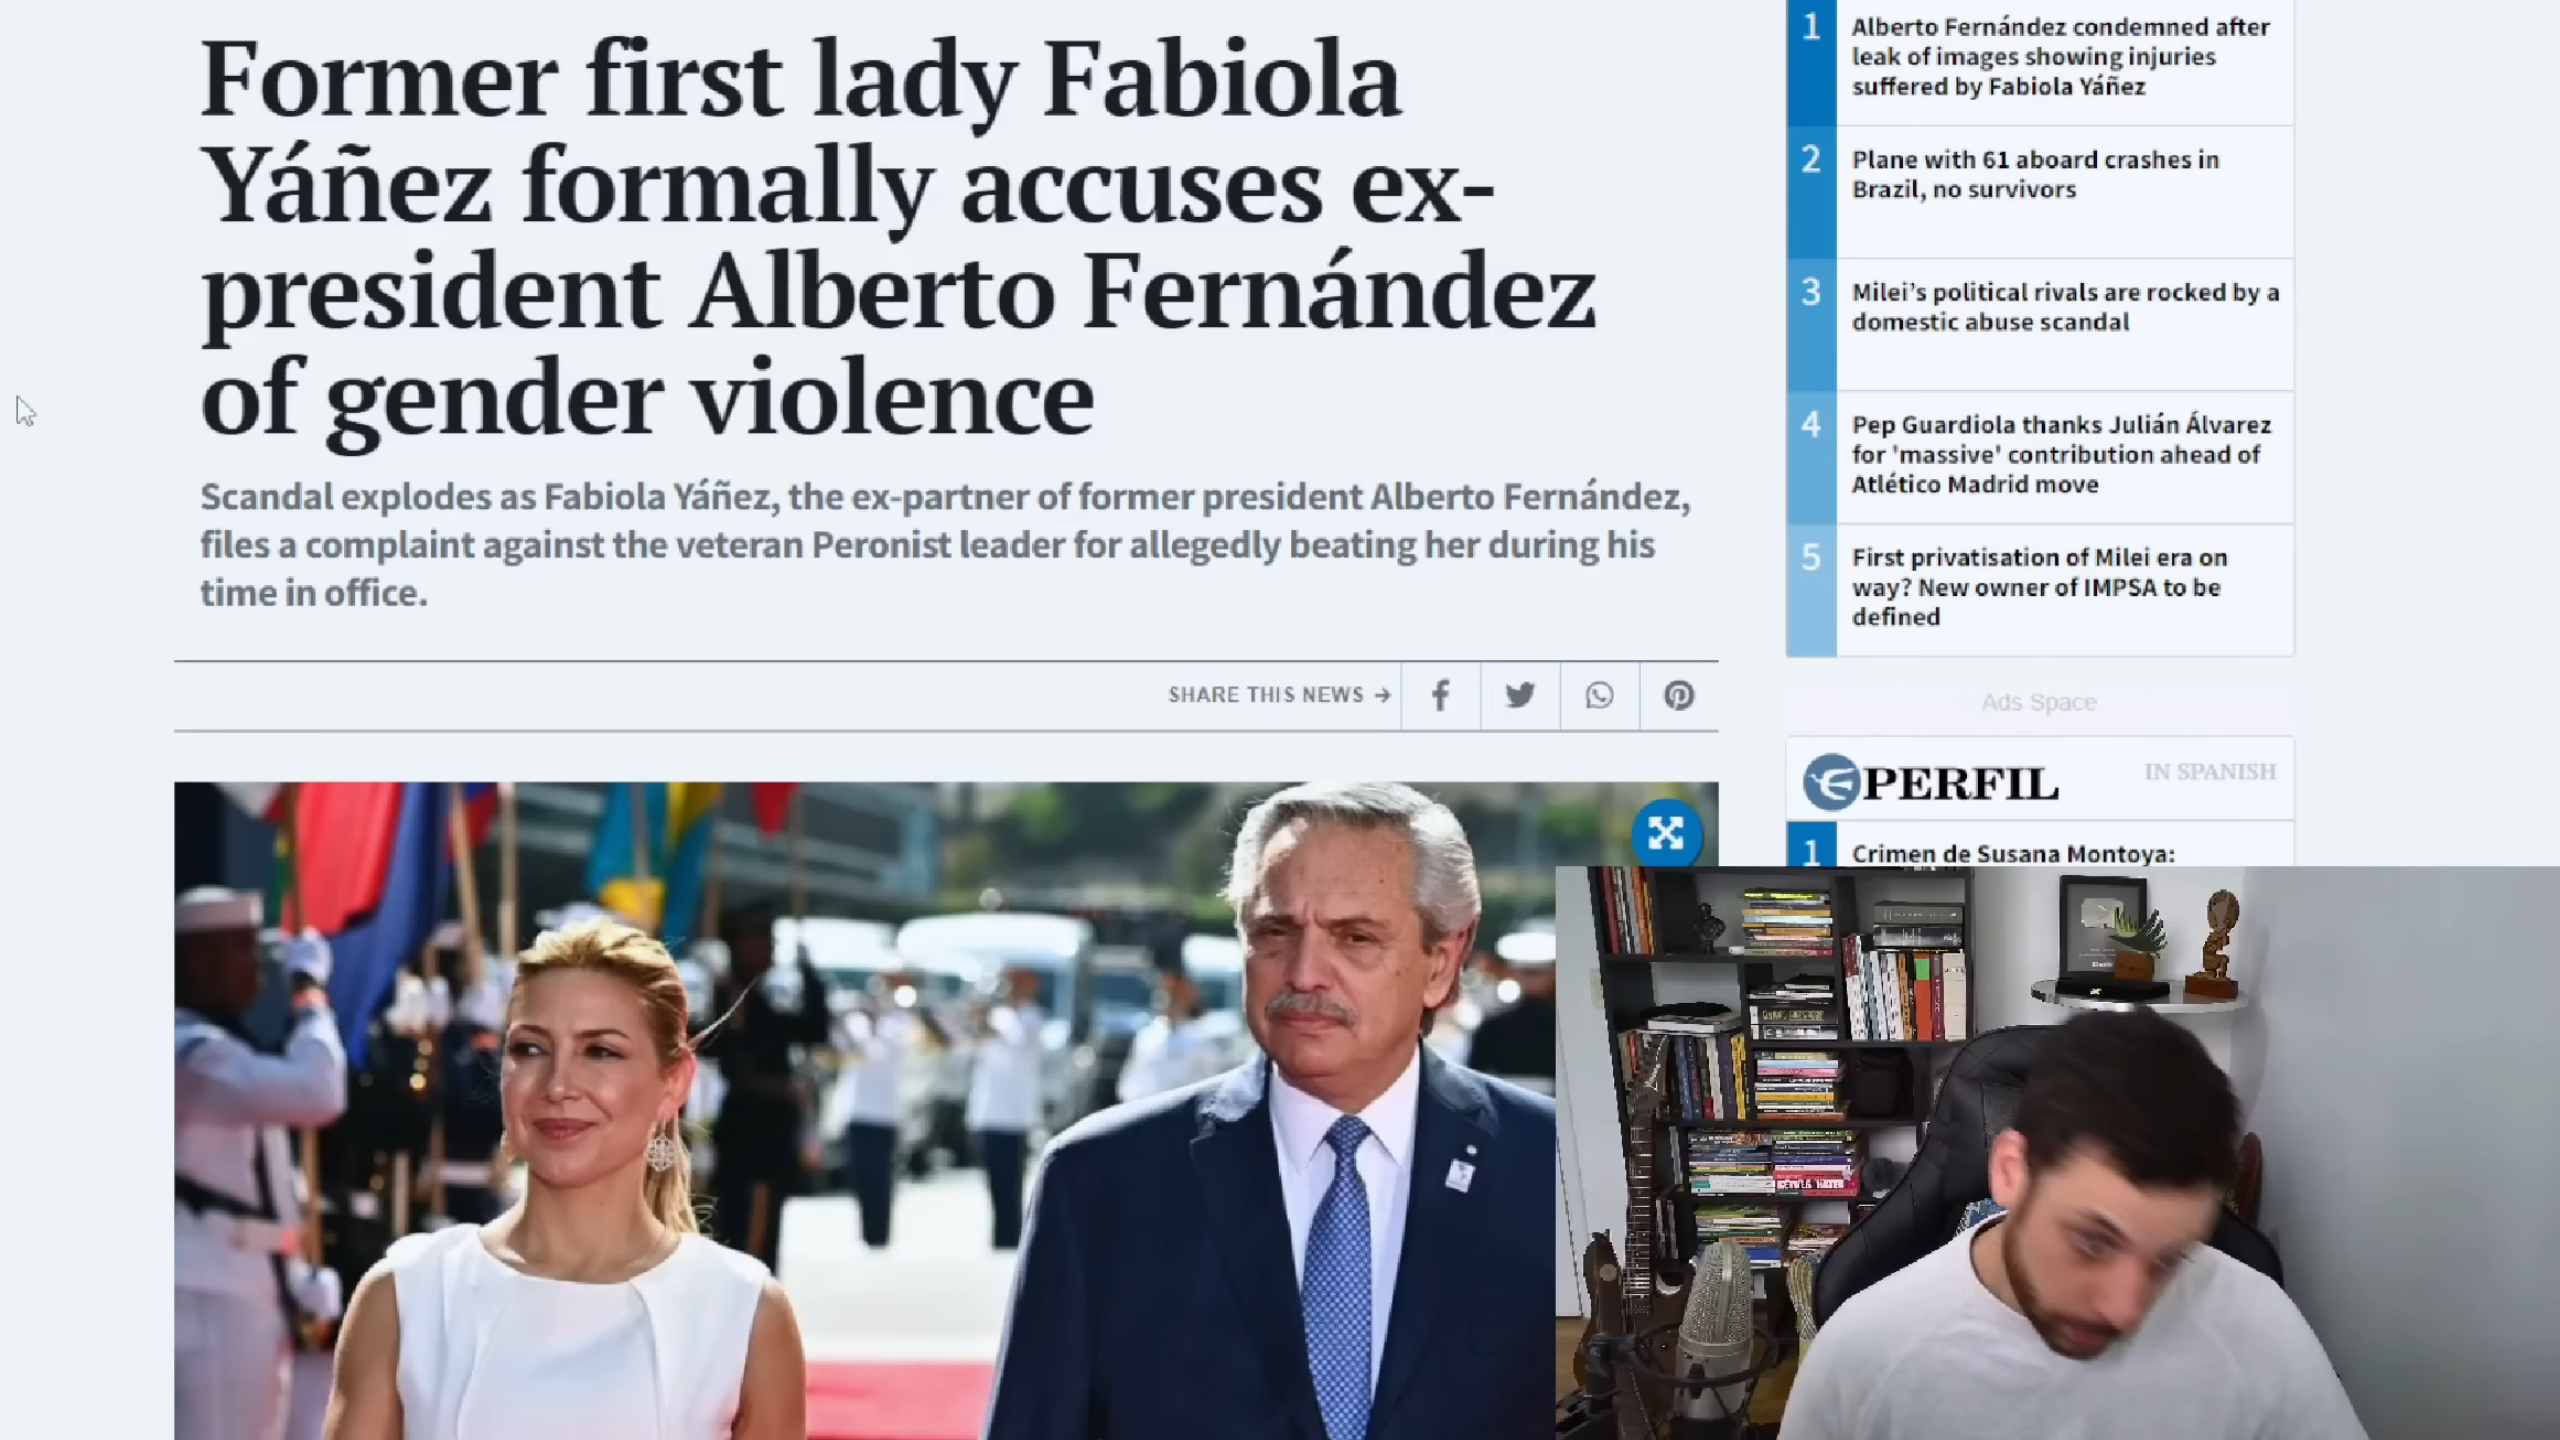 Former first lady Fabiola
Yáñez formally accuses ex-
president Alberto Fernández
of gender violence
Scandal explodes as Fabiola Yáñez, the ex-partner of former president Alberto Fernández,
files a complaint against the veteran Peronist leader for allegedly beating her during his
time in office.
SHARE THIS NEWS →
1
Alberto Fernández condemned after
leak of images showing injuries
suffered by Fabiola Yáñez
2
Plane with 61 aboard crashes in
Brazil, no survivors
3
Milei’s political rivals are rocked by a
domestic abuse scandal
4
Pep Guardiola thanks Julián Álvarez
for 'massive' contribution ahead of
Atlético Madrid move
5
First privatisation of Milei era on
way? New owner of IMPSA to be
defined
Ads Space
PERFIL
IN SPANISH
1
Crimen de Susana Montoya: